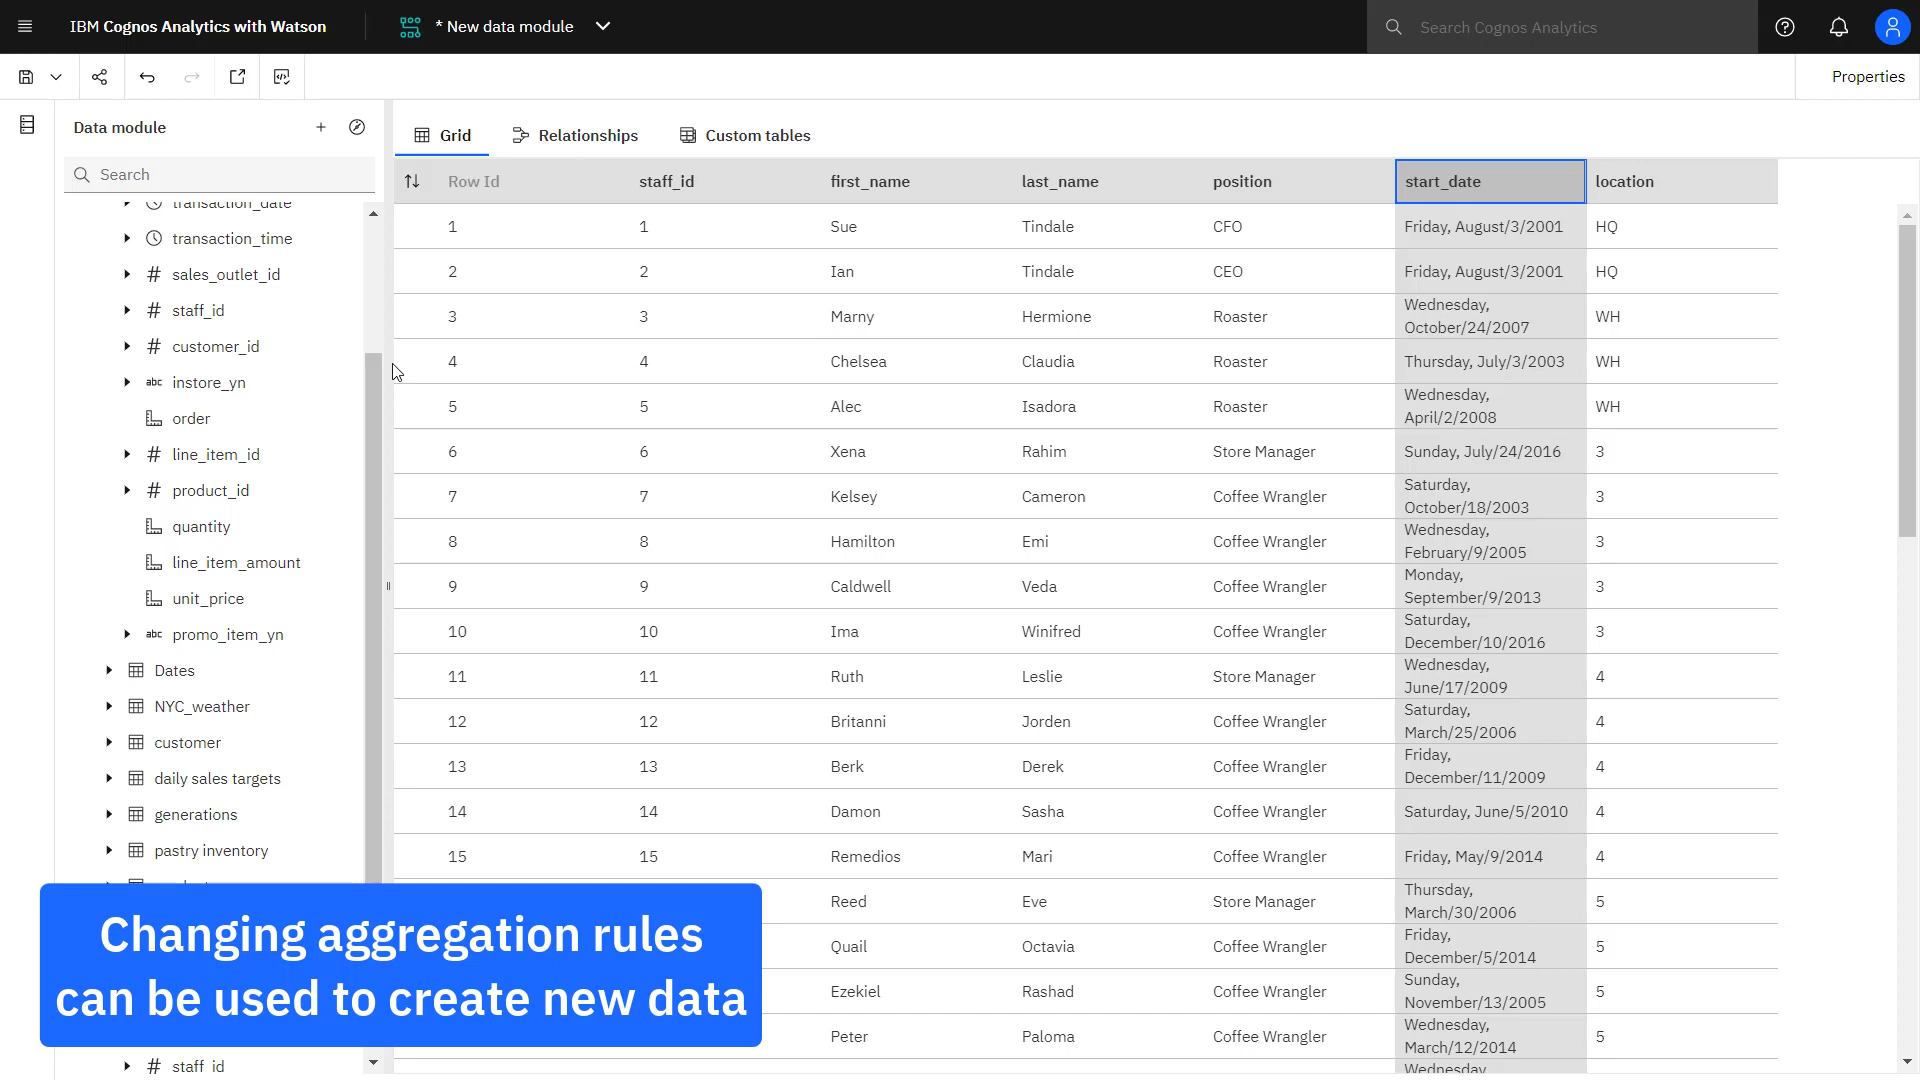 IBM Cognos Analytics with Watson
* New data module
Search Cognos Analytics
Properties
Data module
Search
transaction_date
transaction_time
# sales_outlet_id
# staff_id
# customer_id
abc instore_yn
order
# line_item_id
# product_id
quantity
line_item_amount
unit_price
abc promo_item_yn
Dates
NYC_weather
customer
daily sales targets
generations
pastry inventory
# staff_id
Grid Relationships Custom tables
Row Id staff_id first_name last_name position start_date location
1 1 Sue Tindale CFO Friday, August/3/2001 HQ
2 2 Ian Tindale CEO Friday, August/3/2001 HQ
3 3 Marny Hermione Roaster Wednesday, October/24/2007 WH
4 4 Chelsea Claudia Roaster Thursday, July/3/2003 WH
5 5 Alec Isadora Roaster Wednesday, April/2/2008 WH
6 6 Xena Rahim Store Manager Sunday, July/24/2016 3
7 7 Kelsey Cameron Coffee Wrangler Saturday, October/18/2003 3
8 8 Hamilton Emi Coffee Wrangler Wednesday, February/9/2005 3
9 9 Caldwell Veda Coffee Wrangler Monday, September/9/2013 3
10 10 Ima Winifred Coffee Wrangler Saturday, December/10/2016 3
11 11 Ruth Leslie Store Manager Wednesday, June/17/2009 4
12 12 Britanni Jorden Coffee Wrangler Saturday, March/25/2006 4
13 13 Berk Derek Coffee Wrangler Friday, December/11/2009 4
14 14 Damon Sasha Coffee Wrangler Saturday, June/5/2010 4
15 15 Remedios Mari Coffee Wrangler Friday, May/9/2014 4
Reed Eve Store Manager Thursday, March/30/2006 5
Quail Octavia Coffee Wrangler Friday, December/5/2014 5
Ezekiel Rashad Coffee Wrangler Sunday, November/13/2005 5
Peter Paloma Coffee Wrangler Wednesday, March/12/2014 5
Wednesday,
Changing aggregation rules
can be used to create new data